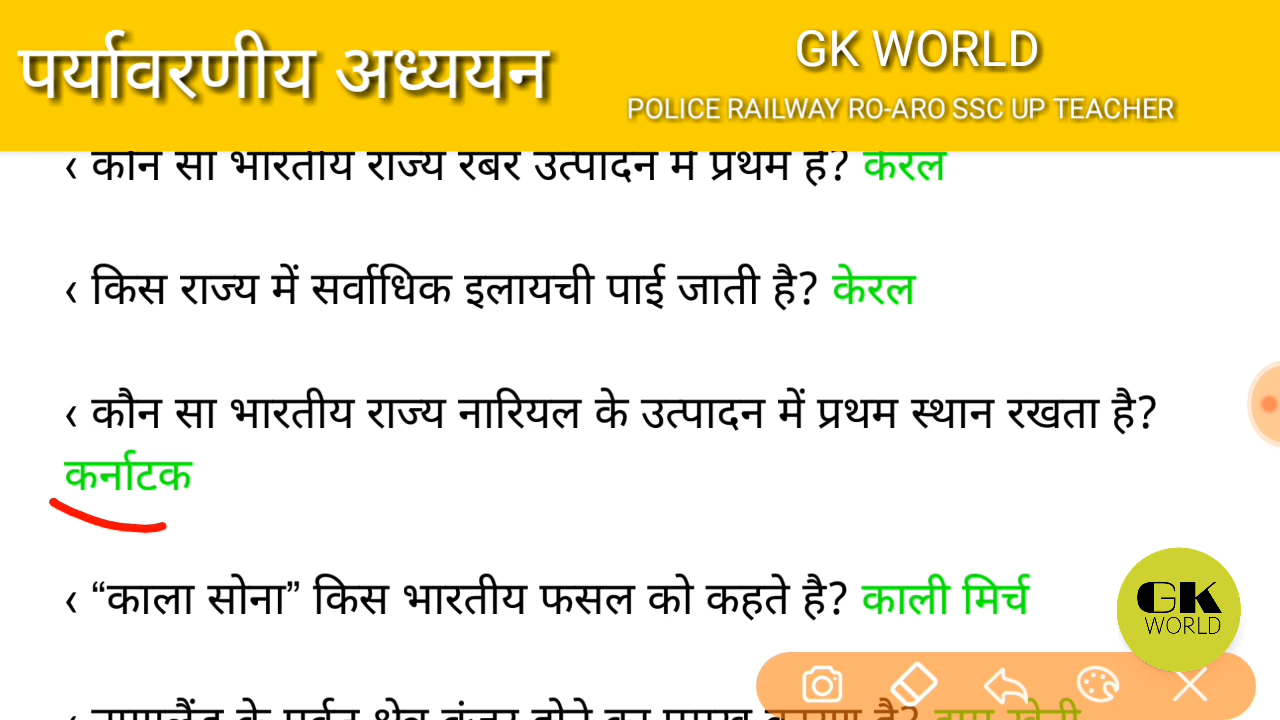 पर्यावरणीय अध्ययन
GK WORLD
POLICE RAILWAY RO-ARO SSC UP TEACHER
‹ कौन सा भारतीय राज्य रबर उत्पादन में प्रथम है? केरल
‹ किस राज्य में सर्वाधिक इलायची पाई जाती है? केरल
‹ कौन सा भारतीय राज्य नारियल के उत्पादन में प्रथम स्थान रखता है?
कर्नाटक
‹ “काला सोना” किस भारतीय फसल को कहते है? काली मिर्च
GK
WORLD